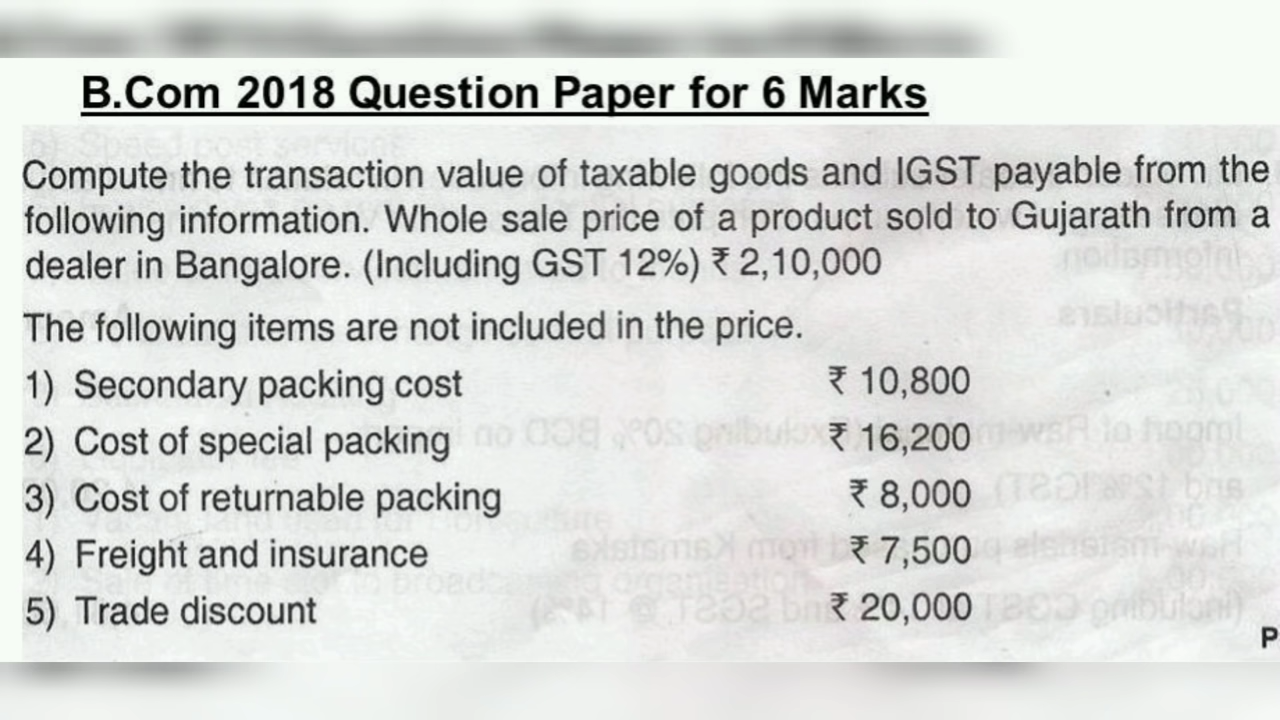 B.Com 2018 Question Paper for 6 Marks
Compute the transaction value of taxable goods and IGST payable from the
following information. Whole sale price of a product sold to Gujarath from a
dealer in Bangalore. (Including GST 12%) ₹ 2,10,000
The following items are not included in the price.
1) Secondary packing cost ₹ 10,800
2) Cost of special packing ₹ 16,200
3) Cost of returnable packing ₹ 8,000
4) Freight and insurance ₹ 7,500
5) Trade discount ₹ 20,000
P